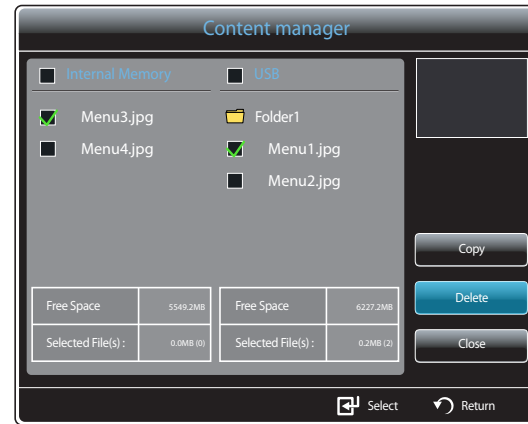 Content manager
Internal Memory USB
Menu3.jpg Folder1
Menu4.jpg Menu1.jpg
Menu2.jpg
Copy
Free Space 5549.2MB Free Space 6227.2MB Delete
Selected File(s) : 0.0MB (0) Selected File(s) : 0.2MB (2) Close
Select Return